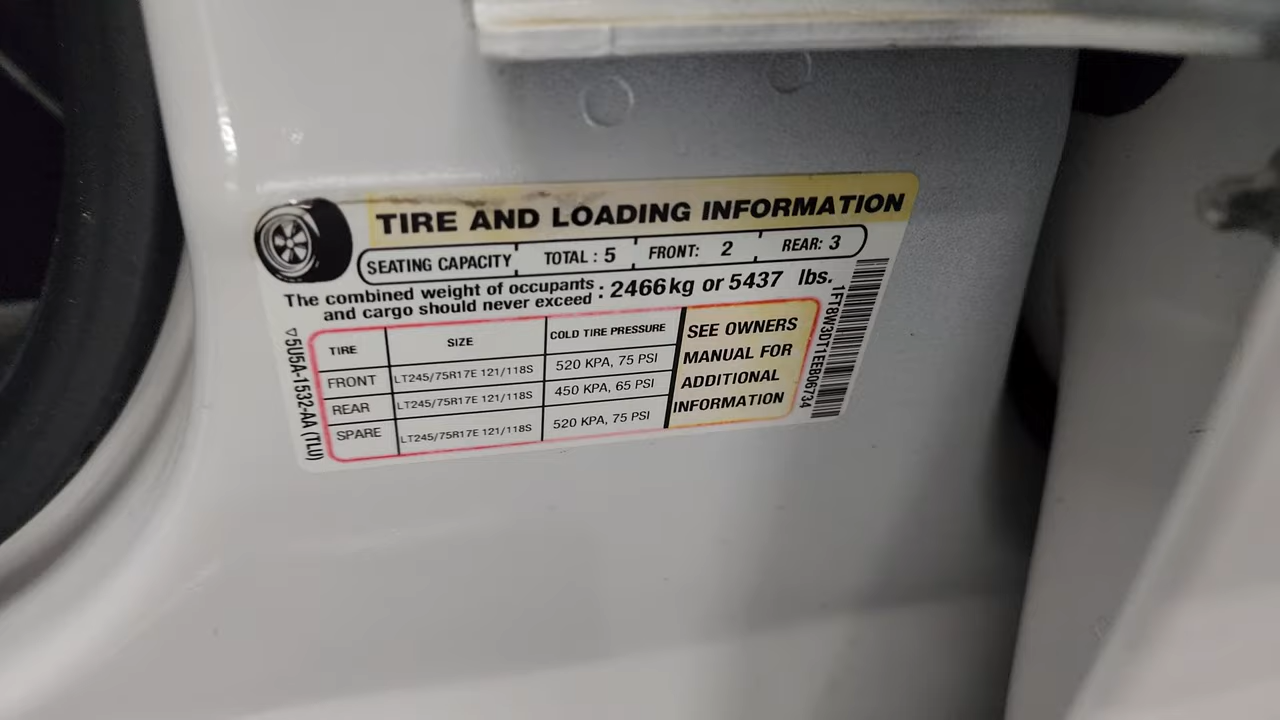 TIRE AND LOADING INFORMATION
SEATING CAPACITY TOTAL : 5 FRONT: 2 REAR: 3
The combined weight of occupants
and cargo should never exceed : 2466kg or 5437 lbs.
TIRE SIZE COLD TIRE PRESSURE
FRONT LT245/75R17E 121/118S 520 KPA, 75 PSI
REAR LT245/75R17E 121/118S 450 KPA, 65 PSI
SPARE LT245/75R17E 121/118S 520 KPA, 75 PSI
SEE OWNERS
MANUAL FOR
ADDITIONAL
INFORMATION
5U5A-1532-AA (TLU)
1FT8W3DT1EEB06734